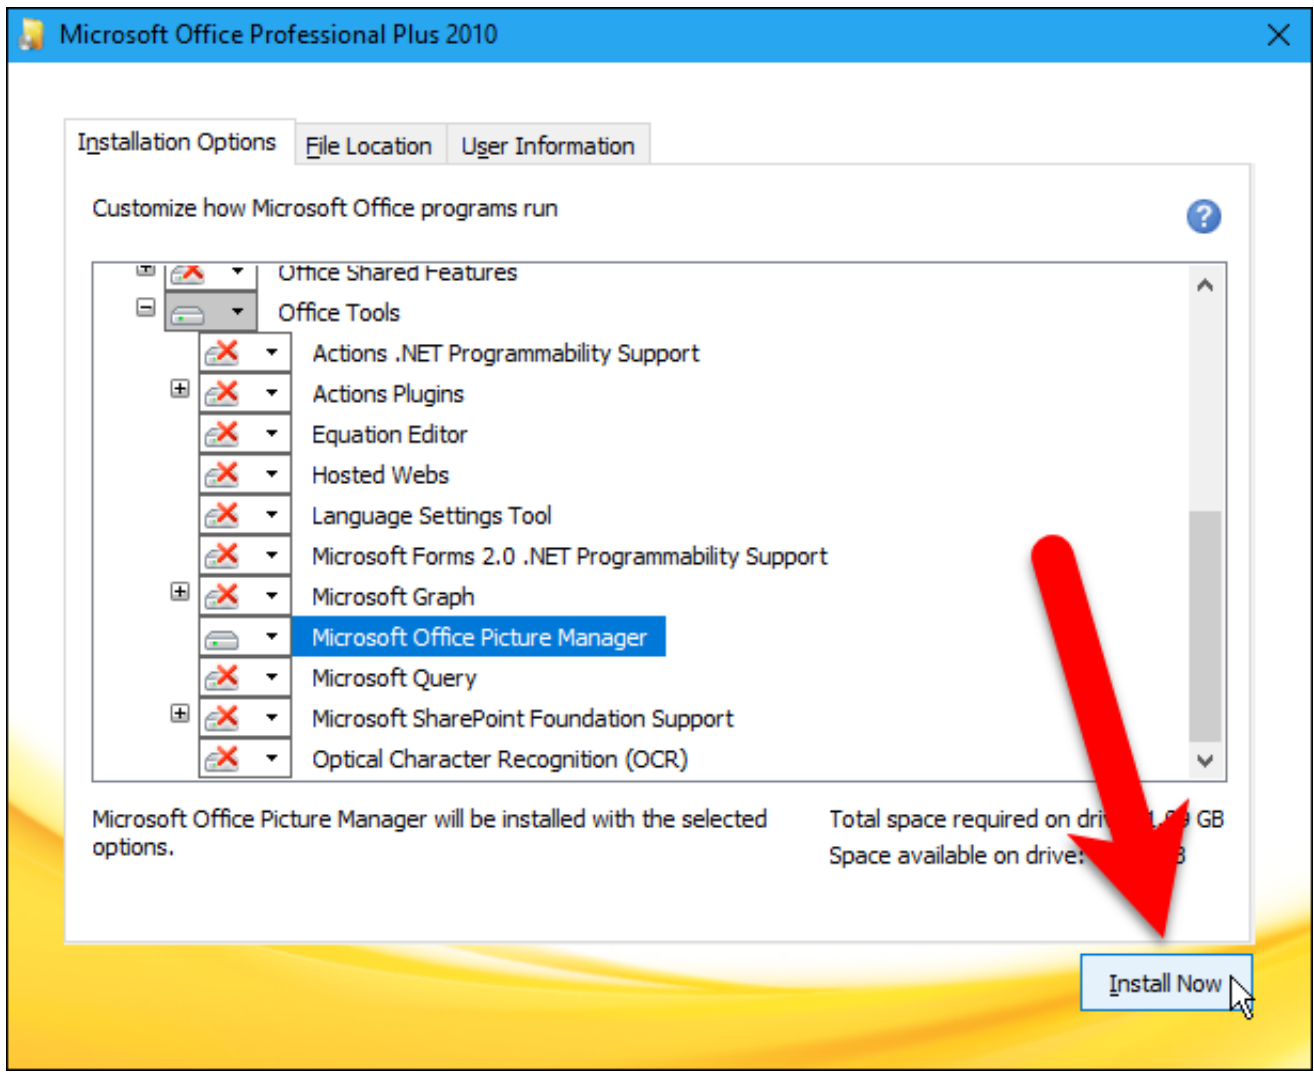 Microsoft Office Professional Plus 2010
Installation Options
File Location
User Information
Customize how Microsoft Office programs run
Office Shared Features
Office Tools
Actions .NET Programmability Support
Actions Plugins
Equation Editor
Hosted Webs
Language Settings Tool
Microsoft Forms 2.0 .NET Programmability Support
Microsoft Graph
Microsoft Office Picture Manager
Microsoft Query
Microsoft SharePoint Foundation Support
Optical Character Recognition (OCR)
Microsoft Office Picture Manager will be installed with the selected
options.
Total space required on GB
Space available on drive:
Install Now